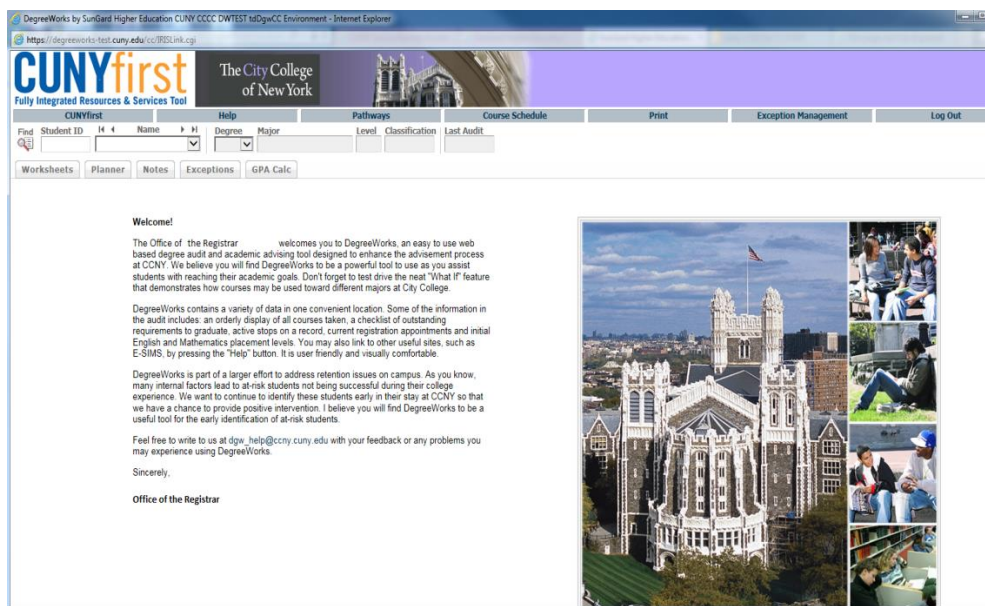 DegreeWorks by SunGard Higher Education CUNY CCCC DWTEST tdDgwCC Environment - Internet Explorer
https://degreeworks-test.cuny.edu/cc/IRISLink.cgi
CUNYfirst
Fully Integrated Resources & Services Tool
The City College
of New York
CUNYfirst Help Pathways Course Schedule Print Exception Management Log Out
Find Student ID Name Degree Major Level Classification Last Audit
Worksheets Planner Notes Exceptions GPA Calc
Welcome!
The Office of the Registrar welcomes you to DegreeWorks, an easy to use web
based degree audit and academic advising tool designed to enhance the advisement process
at CCNY. We believe you will find DegreeWorks to be a powerful tool to use as you assist
students with reaching their academic goals. Don't forget to test drive the neat "What If" feature
that demonstrates how courses may be used toward different majors at City College.
DegreeWorks contains a variety of data in one convenient location. Some of the information in
the audit includes: an orderly display of all courses taken, a checklist of outstanding
requirements to graduate, active stops on a record, current registration appointments and initial
English and Mathematics placement levels. You may also link to other useful sites, such as
E-SIMS, by pressing the "Help" button. It is user friendly and visually comfortable.
DegreeWorks is part of a larger effort to address retention issues on campus. As you know,
many internal factors lead to at-risk students not being successful during their college
experience. We want to continue to identify these students early in their stay at CCNY so that
we have a chance to provide positive intervention. I believe you will find DegreeWorks to be a
useful tool for the early identification of at-risk students.
Feel free to write to us at dgw_help@ccny.cuny.edu with your feedback or any problems you
may experience using DegreeWorks.
Sincerely,
Office of the Registrar